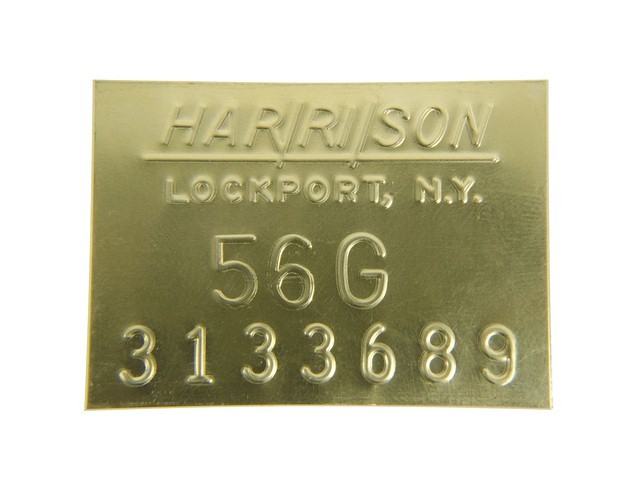 HARRISON
LOCKPORT, N.Y.
56G
3133689